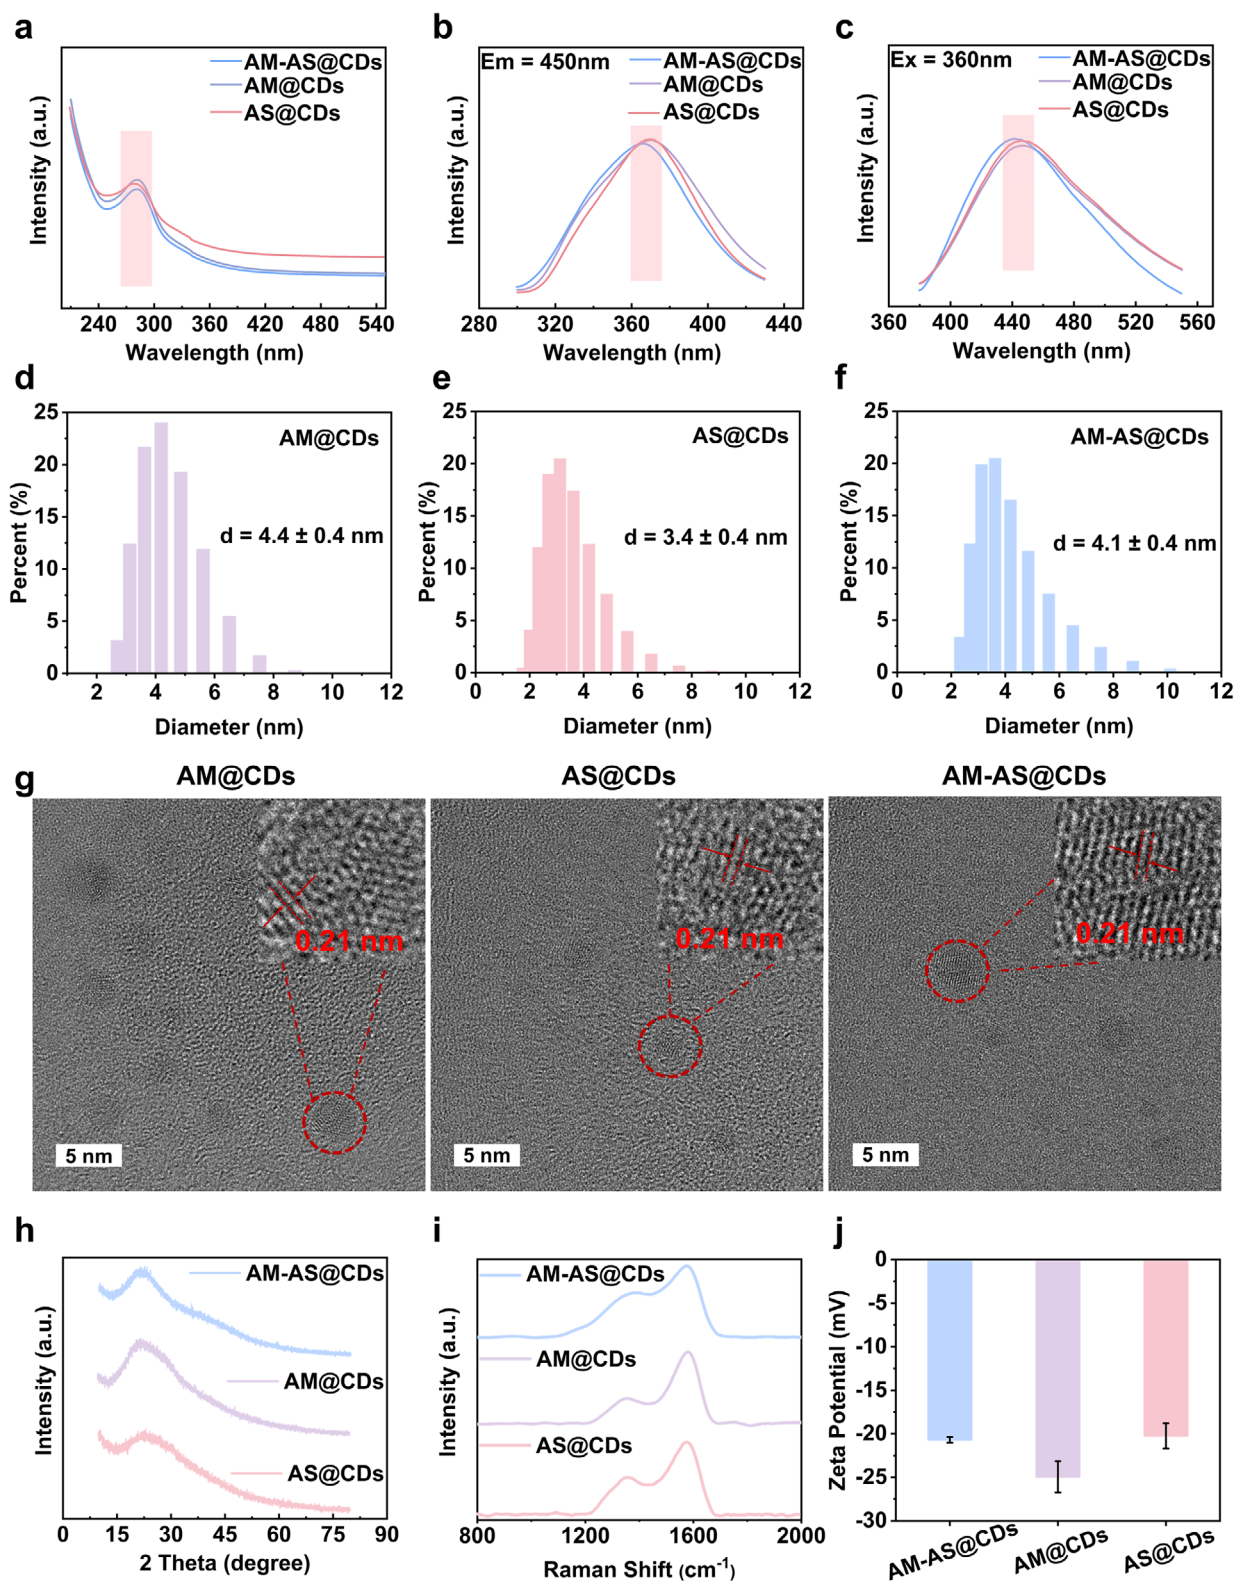 a
AM-AS@CDs
AM@CDs
AS@CDs
Intensity (a.u.)
240 300 360 420 480 540
Wavelength (nm)
b
Em = 450nm
AM-AS@CDs
AM@CDs
AS@CDs
Intensity (a.u.)
280 320 360 400 440
Wavelength (nm)
c
Ex = 360nm
AM-AS@CDs
AM@CDs
AS@CDs
Intensity (a.u.)
360 400 440 480 520 560
Wavelength (nm)
d
AM@CDs
d = 4.4 ± 0.4 nm
Percent (%)
25
20
15
10
5
0
2 4 6 8 10 12
Diameter (nm)
e
AS@CDs
d = 3.4 ± 0.4 nm
Percent (%)
25
20
15
10
5
0
0 2 4 6 8 10 12
Diameter (nm)
f
AM-AS@CDs
d = 4.1 ± 0.4 nm
Percent (%)
25
20
15
10
5
0
0 2 4 6 8 10 12
Diameter (nm)
g
AM@CDs
0.21 nm
5 nm
AS@CDs
0.21 nm
5 nm
AM-AS@CDs
0.21 nm
5 nm
h
AM-AS@CDs
AM@CDs
AS@CDs
Intensity (a.u.)
0 15 30 45 60 75 90
2 Theta (degree)
i
AM-AS@CDs
AM@CDs
AS@CDs
Intensity (a.u.)
800 1200 1600 2000
Raman Shift (cm⁻¹)
j
Zeta Potential (mV)
0
-5
-10
-15
-20
-25
-30
AM-AS@CDs
AM@CDs
AS@CDs